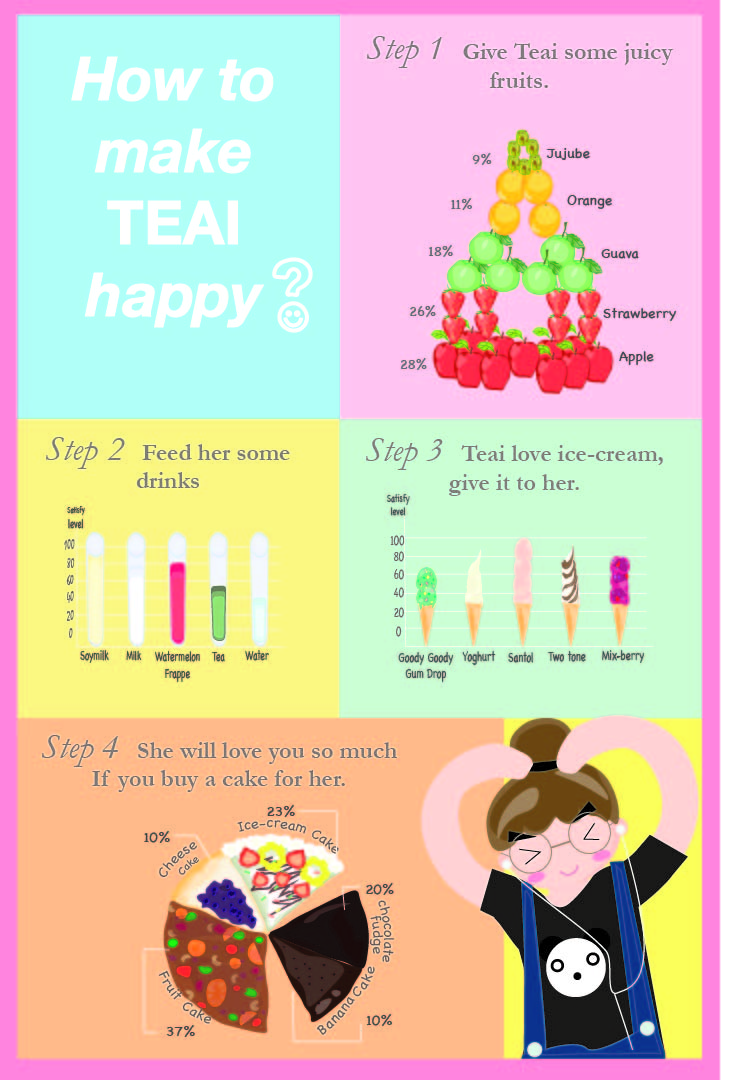 How to
make
TEAI
happy?
Step 1 Give Teai some juicy
fruits.
9%
Jujube
11%
Orange
18%
Guava
26%
Strawberry
28%
Apple
Step 2 Feed her some
drinks
Satisfy
level
100
80
60
40
20
0
Soymilk
Milk
Watermelon
Frappe
Tea
Water
Step 3 Teai love ice-cream,
give it to her.
Satisfy
level
100
80
60
40
20
0
Goody Goody
Gum Drop
Yoghurt
Santol
Two tone
Mix-berry
Step 4 She will love you so much
If you buy a cake for her.
23%
Ice-cream Cake
10%
Cheese
cake
20%
chocolate
fudge
Banana Cake
10%
Fruit Cake
37%